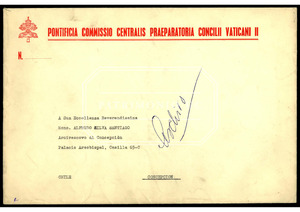 PONTIFICIA COMMISSIO CENTRALIS PRAEPARATORIA CONCILII VATICANI II
N.
A Sua Eccellenza Reverendissima
Mons. ALFREDO SILVA SANTIAGO
Arcivescovo di Concepción
Palacio Arzobispal, Casilla 65-C
CHILE CONCEPCION